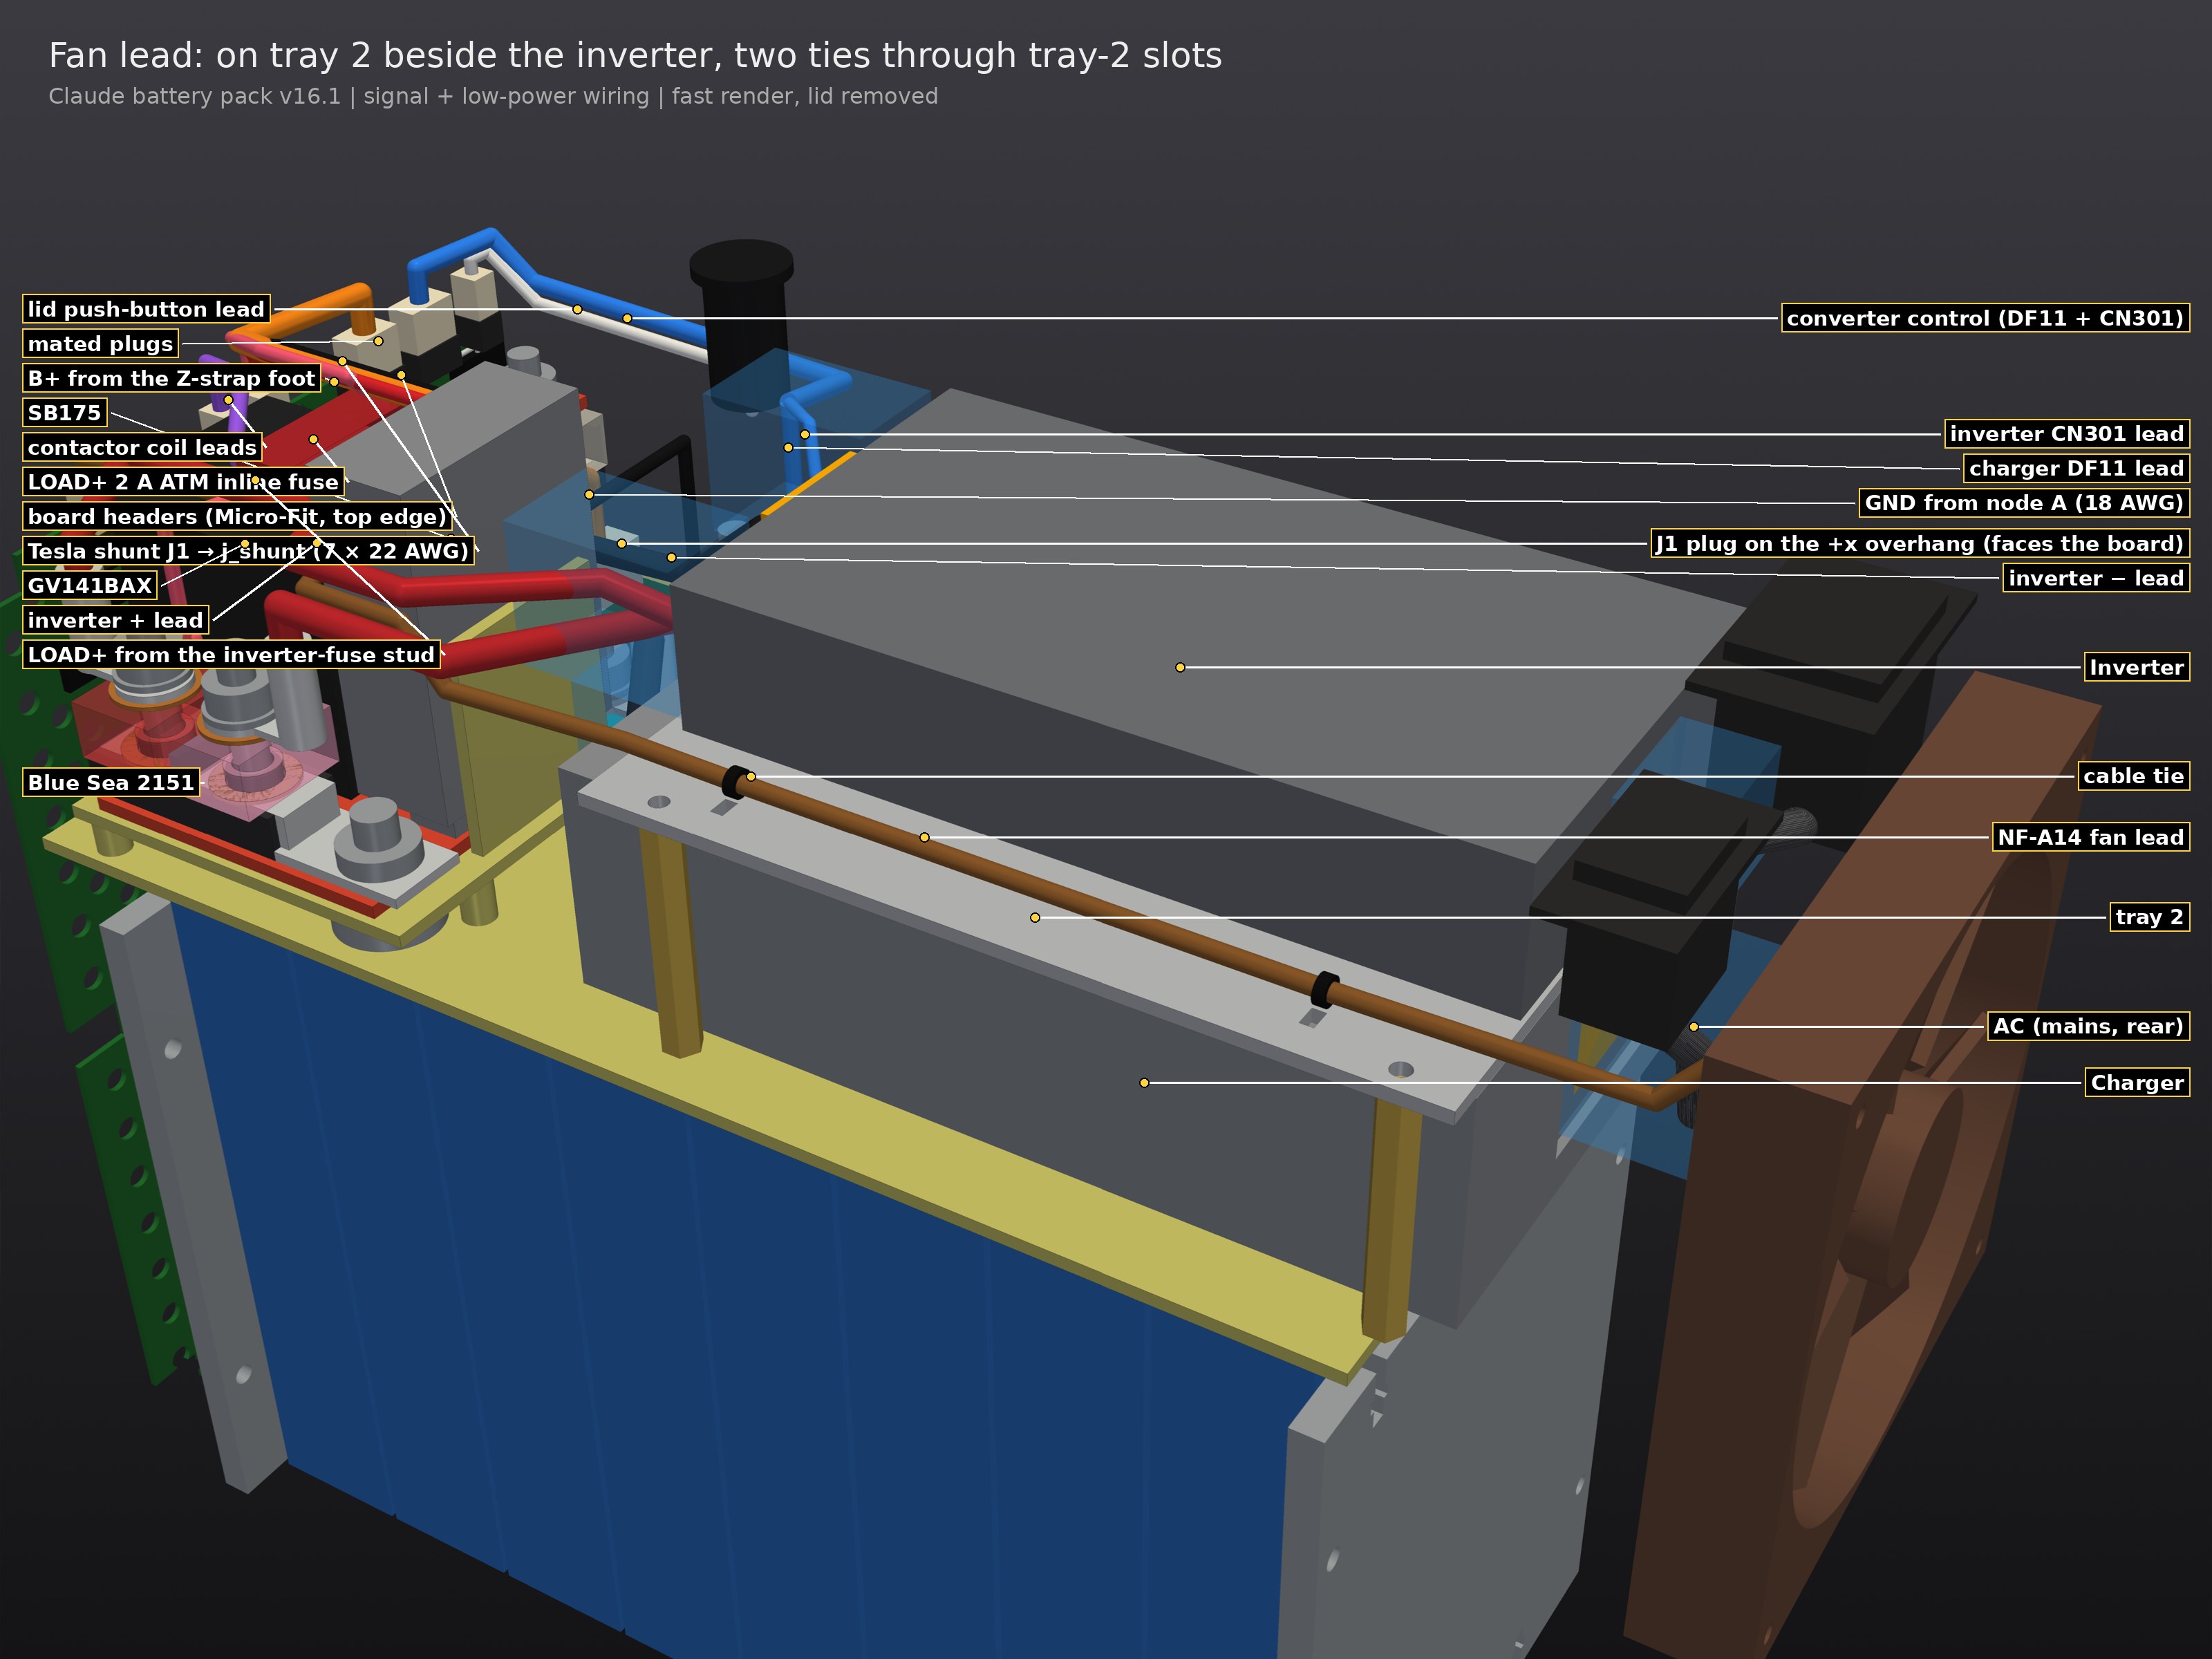 Fan lead: on tray 2 beside the inverter, two ties through tray-2 slots
Claude battery pack v16.1 | signal + low-power wiring | fast render, lid removed
lid push-button lead
mated plugs
B+ from the Z-strap foot
SB175
contactor coil leads
LOAD+ 2 A ATM inline fuse
board headers (Micro-Fit, top edge)
Tesla shunt J1 → j_shunt (7 × 22 AWG)
GV141BAX
inverter + lead
LOAD+ from the inverter-fuse stud
Blue Sea 2151
converter control (DF11 + CN301)
inverter CN301 lead
charger DF11 lead
GND from node A (18 AWG)
J1 plug on the +x overhang (faces the board)
inverter − lead
Inverter
cable tie
NF-A14 fan lead
tray 2
AC (mains, rear)
Charger